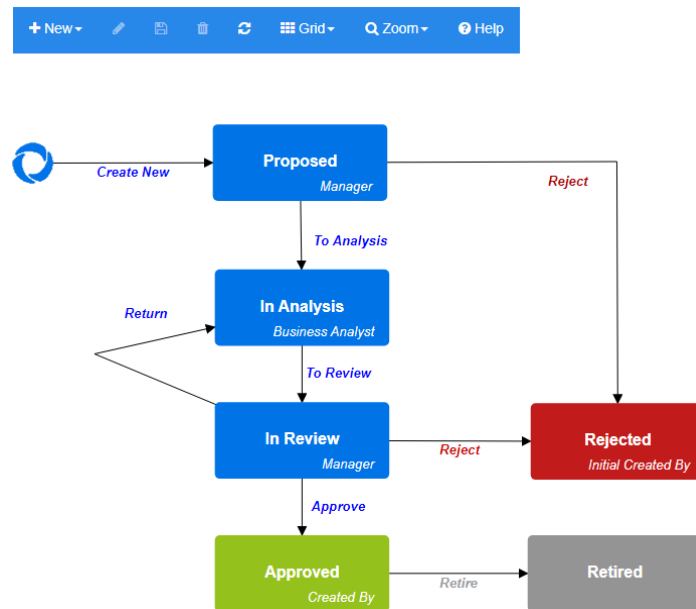 New
Grid
Zoom
Help
Proposed
Manager
Create New
Reject
To Analysis
In Analysis
Business Analyst
Return
To Review
In Review
Manager
Reject
Rejected
Initial Created By
Approve
Approved
Created By
Retire
Retired